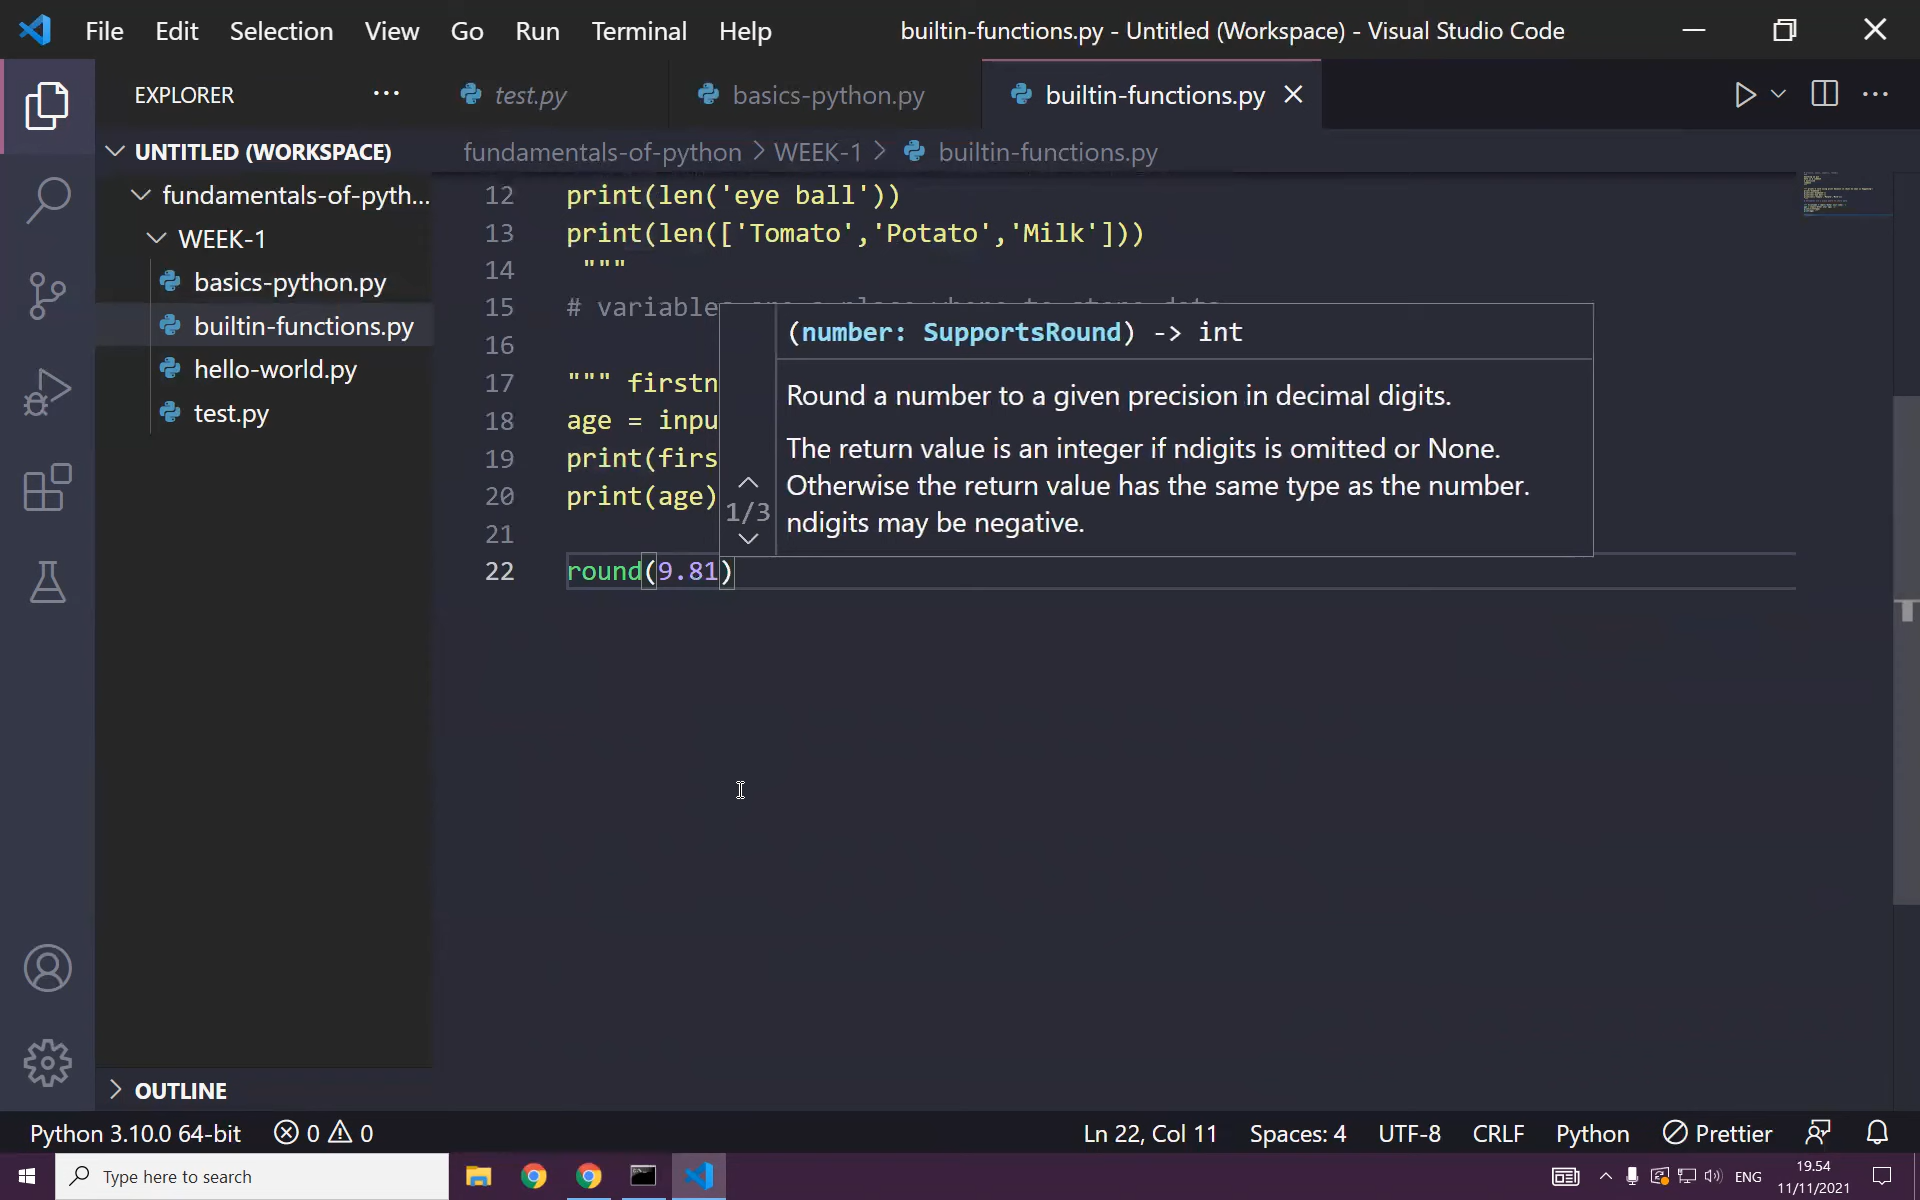 File Edit Selection View Go Run Terminal Help
builtin-functions.py - Untitled (Workspace) - Visual Studio Code
EXPLORER
test.py
basics-python.py
builtin-functions.py
UNTITLED (WORKSPACE)
fundamentals-of-pyth...
WEEK-1
basics-python.py
builtin-functions.py
hello-world.py
test.py
OUTLINE
fundamentals-of-python > WEEK-1 > builtin-functions.py
12 print(len('eye ball'))
13 print(len(['Tomato','Potato','Milk']))
14 """
15 # variables are a place where to store data
16
17 """ firstn
18 age = inpu
19 print(firs
20 print(age)
21
22 round(9.81)
(number: SupportsRound) -> int
Round a number to a given precision in decimal digits.
The return value is an integer if ndigits is omitted or None.
Otherwise the return value has the same type as the number.
ndigits may be negative.
1/3
Python 3.10.0 64-bit 0 0
Ln 22, Col 11 Spaces: 4 UTF-8 CRLF Python Prettier
Type here to search
ENG
19.54
11/11/2021